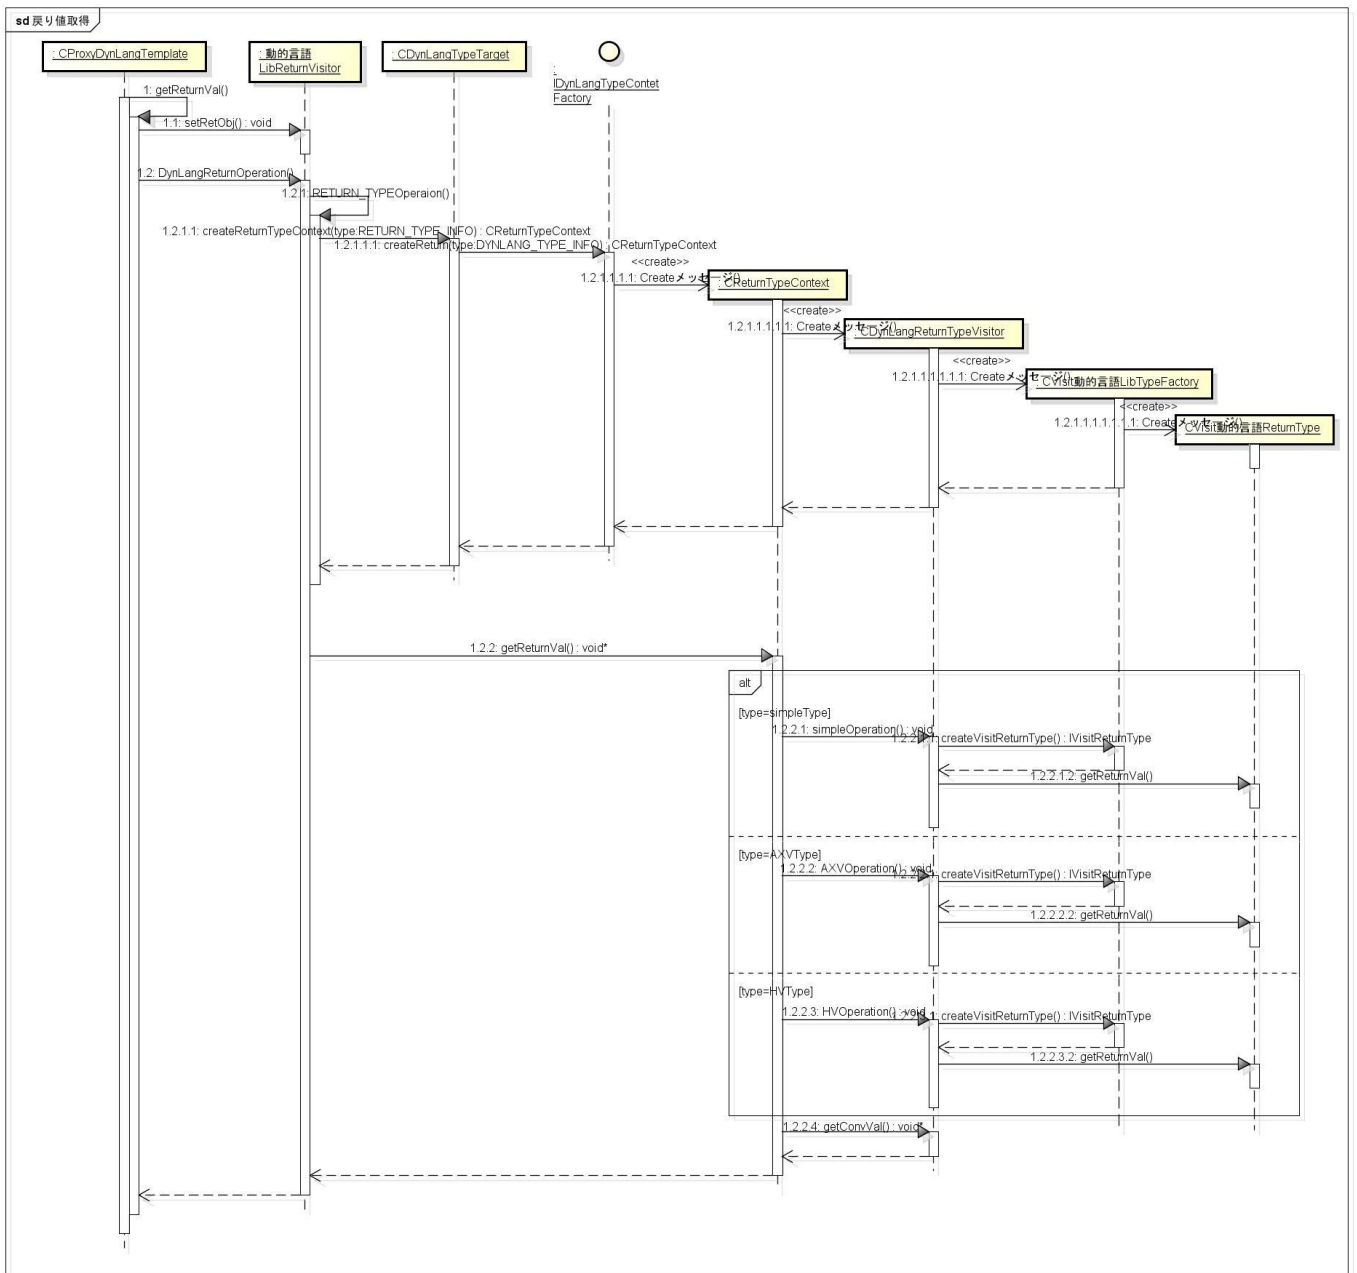 sd 戻り値取得
: CProxyDynLangTemplate
: 動的言語
LibReturnVisitor
: CDynLangTypeTarget
:
IDynLangTypeContet
Factory
1: getReturnVal()
1.1: setRetObj() : void
1.2: DynLangReturnOperation()
1.2.1: RETURN_TYPEOperaion()
1.2.1.1: createReturnTypeContext(type:RETURN_TYPE_INFO) : CReturnTypeContext
1.2.1.1.1: createReturn(type:DYNLANG_TYPE_INFO) : CReturnTypeContext
<<create>>
1.2.1.1.1.1: Createメッセージ()
: CReturnTypeContext
<<create>>
1.2.1.1.1.1.1: Createメッセージ()
: CDynLangReturnTypeVisitor
<<create>>
1.2.1.1.1.1.1.1: Createメッセージ()
: CVisit動的言語LibTypeFactory
<<create>>
1.2.1.1.1.1.1.1.1: Createメッセージ()
CVisit動的言語ReturnType
1.2.2: getReturnVal() : void*
alt
[type=simpleType]
1.2.2.1: simpleOperation() : void
createVisitReturnType() : IVisitReturnType
1.2.2.1.2: getReturnVal()
[type=AXVType]
1.2.2.2: AXVOperation() : void
createVisitReturnType() : IVisitReturnType
1.2.2.2.2: getReturnVal()
[type=HVType]
1.2.2.3: HVOperation() : void
createVisitReturnType() : IVisitReturnType
1.2.2.3.2: getReturnVal()
1.2.2.4: getConvVal() : void*